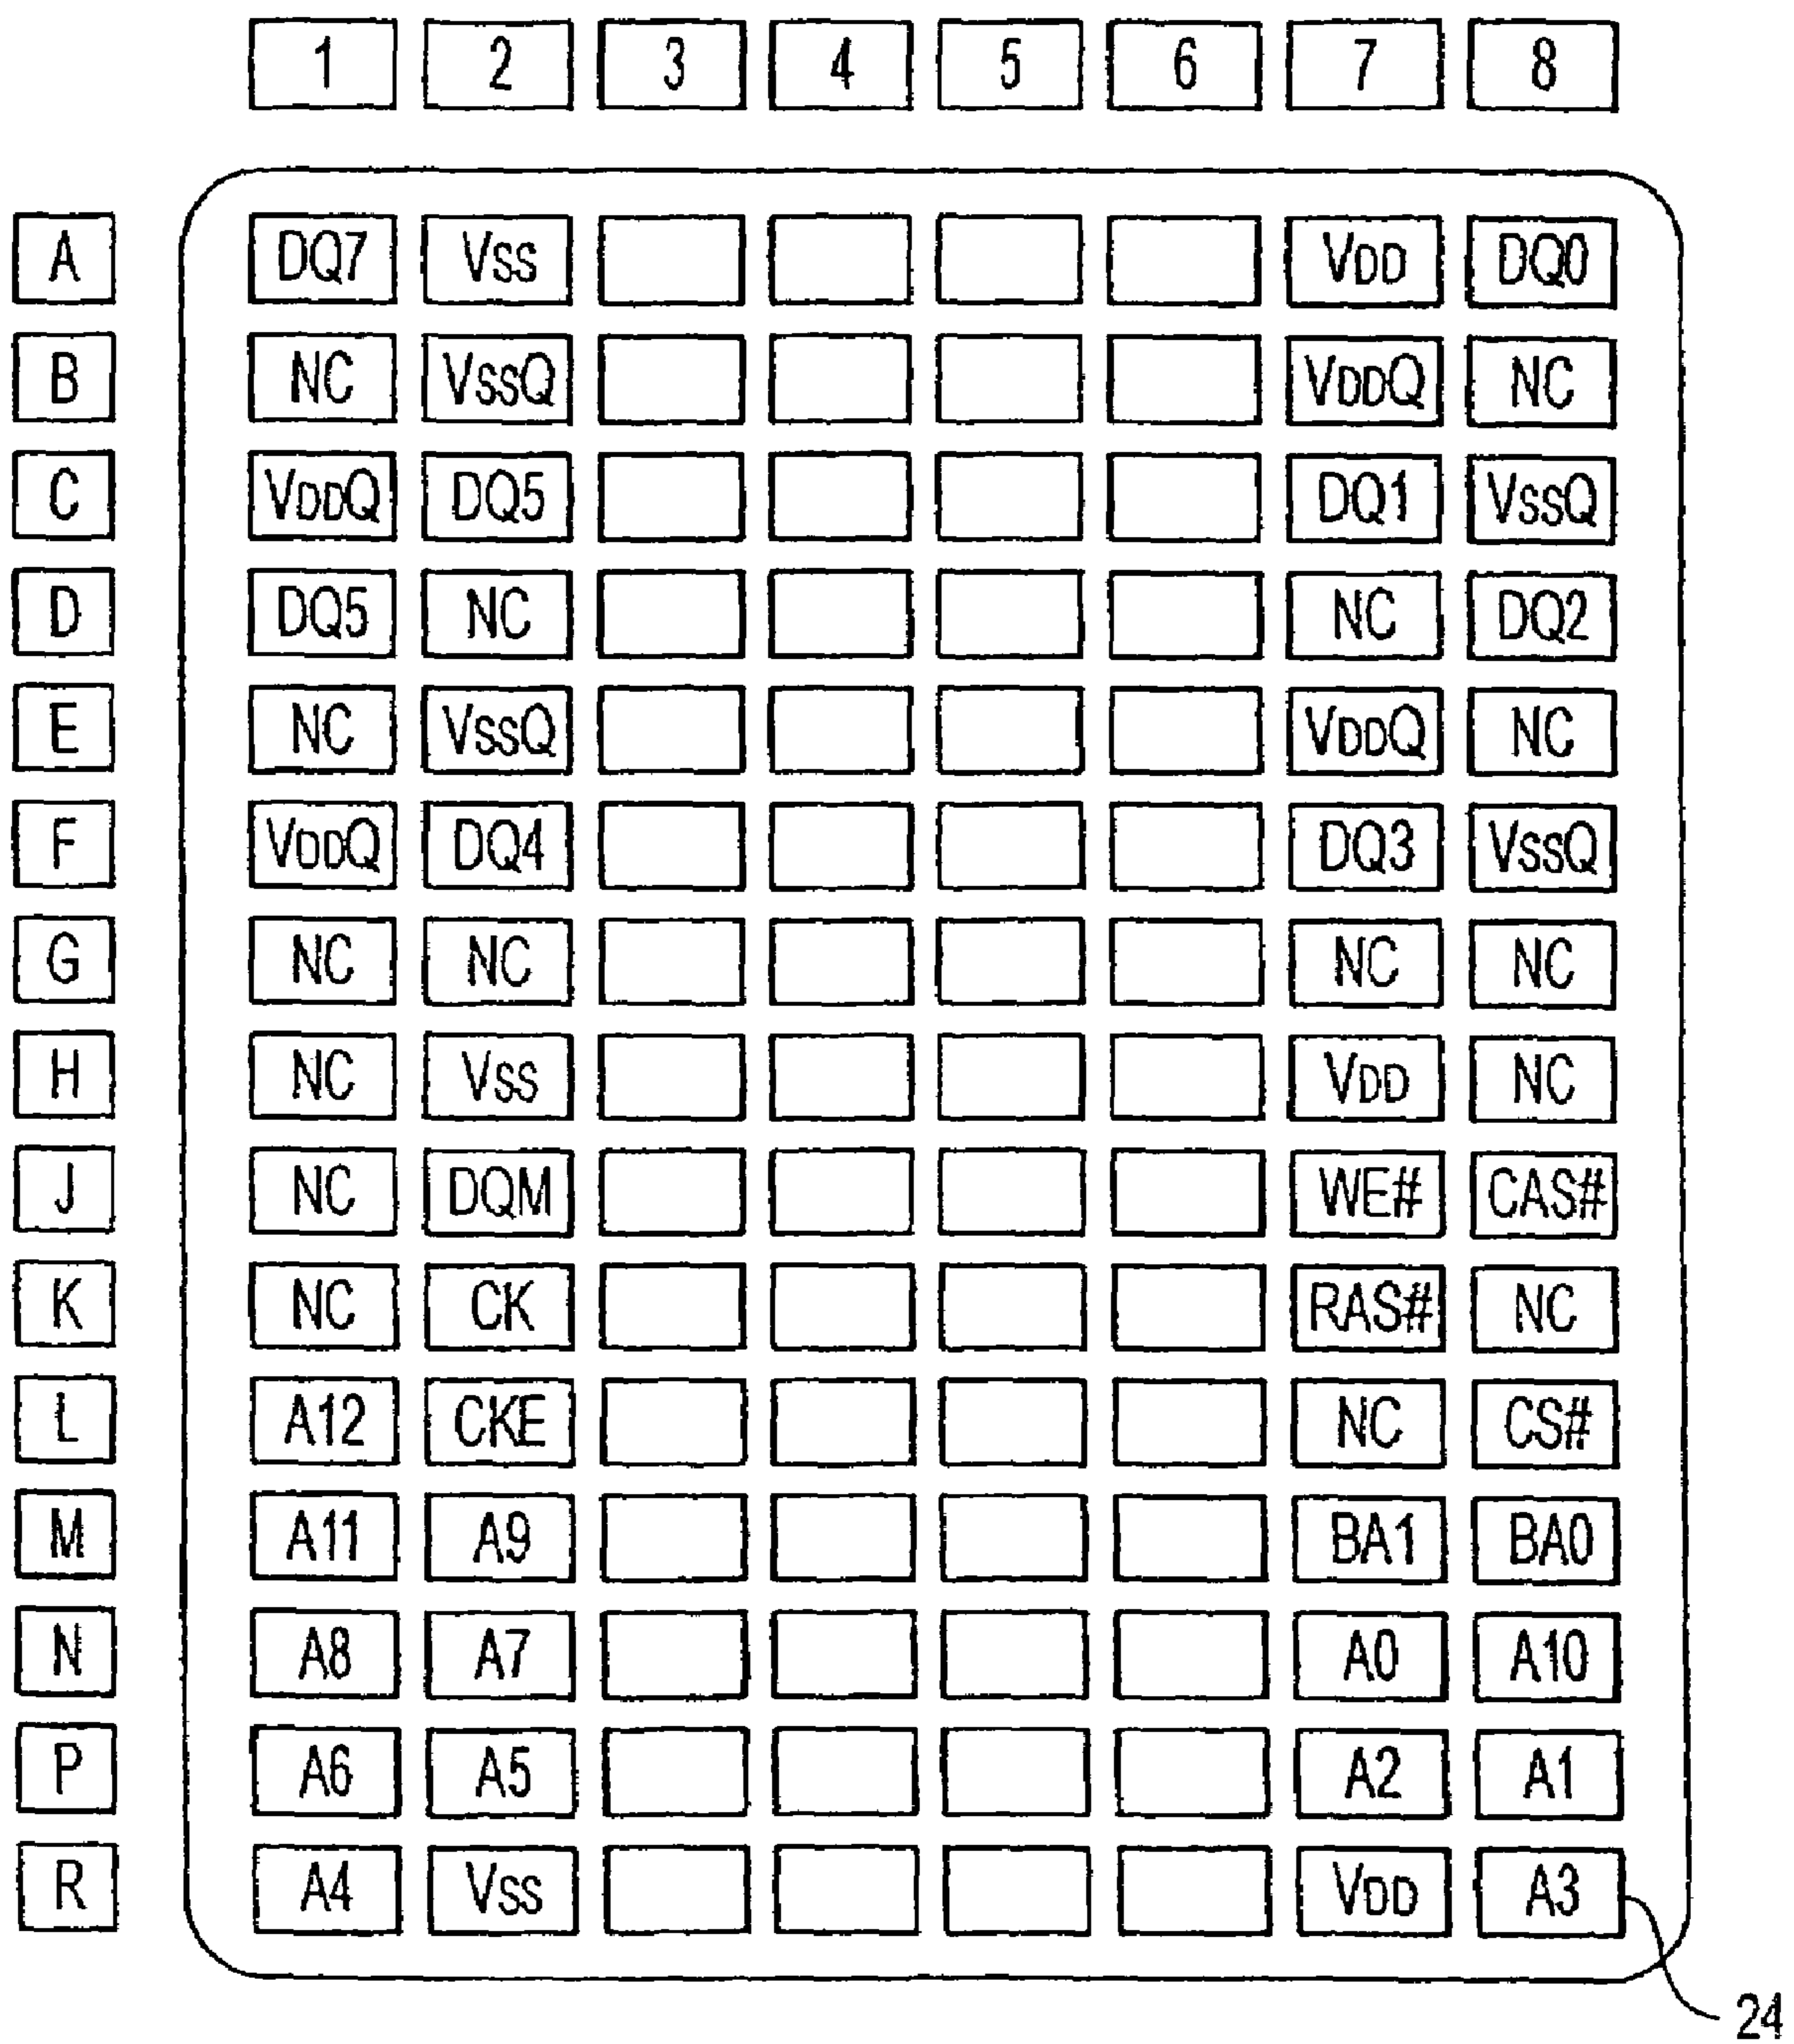 1 2 3 4 5 6 7 8
A DQ7 VSS VDD DQ0
B NC VSSQ VDDQ NC
C VDDQ DQ5 DQ1 VSSQ
D DQ5 NC NC DQ2
E NC VSSQ VDDQ NC
F VDDQ DQ4 DQ3 VSSQ
G NC NC NC NC
H NC VSS VDD NC
J NC DQM WE# CAS#
K NC CK RAS# NC
L A12 CKE NC CS#
M A11 A9 BA1 BA0
N A8 A7 A0 A10
P A6 A5 A2 A1
R A4 VSS VDD A3
24